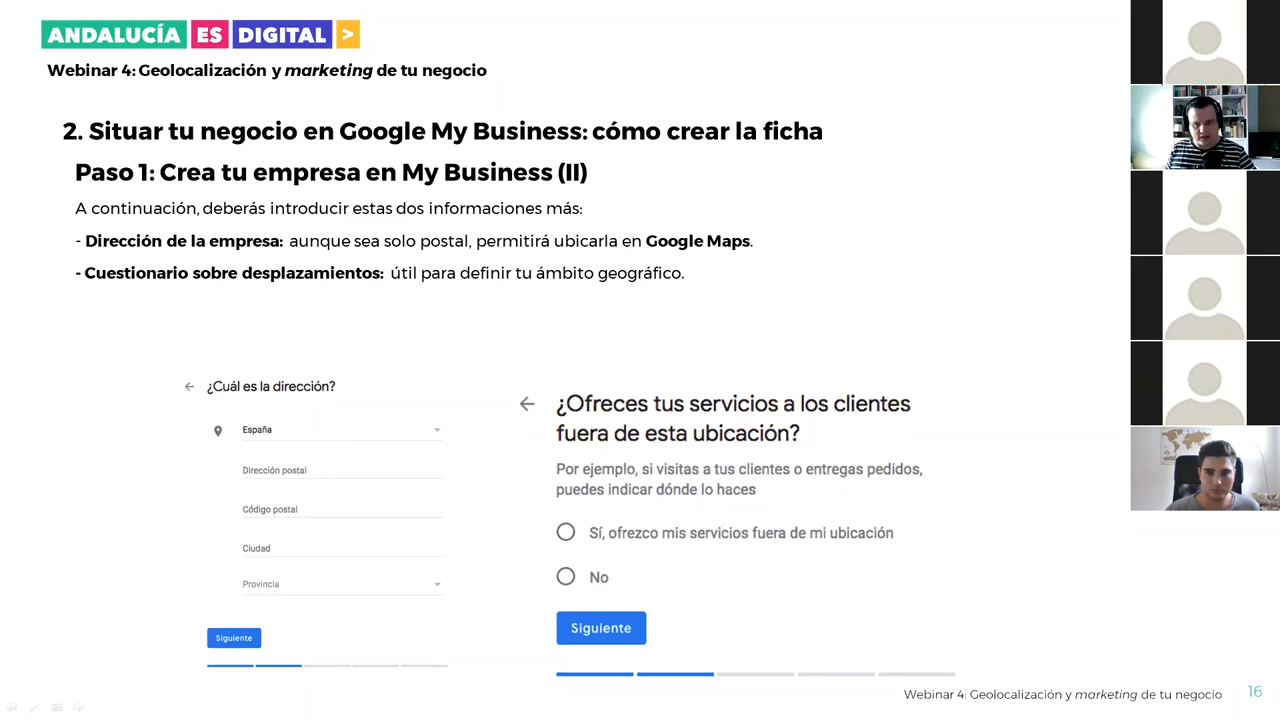 ANDALUCÍA ES DIGITAL >
Webinar 4: Geolocalización y marketing de tu negocio
2. Situar tu negocio en Google My Business: cómo crear la ficha
Paso 1: Crea tu empresa en My Business (II)
A continuación, deberás introducir estas dos informaciones más:
- Dirección de la empresa: aunque sea solo postal, permitirá ubicarla en Google Maps.
- Cuestionario sobre desplazamientos: útil para definir tu ámbito geográfico.
¿Cuál es la dirección?
España
Dirección postal
Código postal
Ciudad
Provincia
Siguiente
¿Ofreces tus servicios a los clientes
fuera de esta ubicación?
Por ejemplo, si visitas a tus clientes o entregas pedidos,
puedes indicar dónde lo haces
Sí, ofrezco mis servicios fuera de mi ubicación
No
Siguiente
Webinar 4: Geolocalización y marketing de tu negocio
16